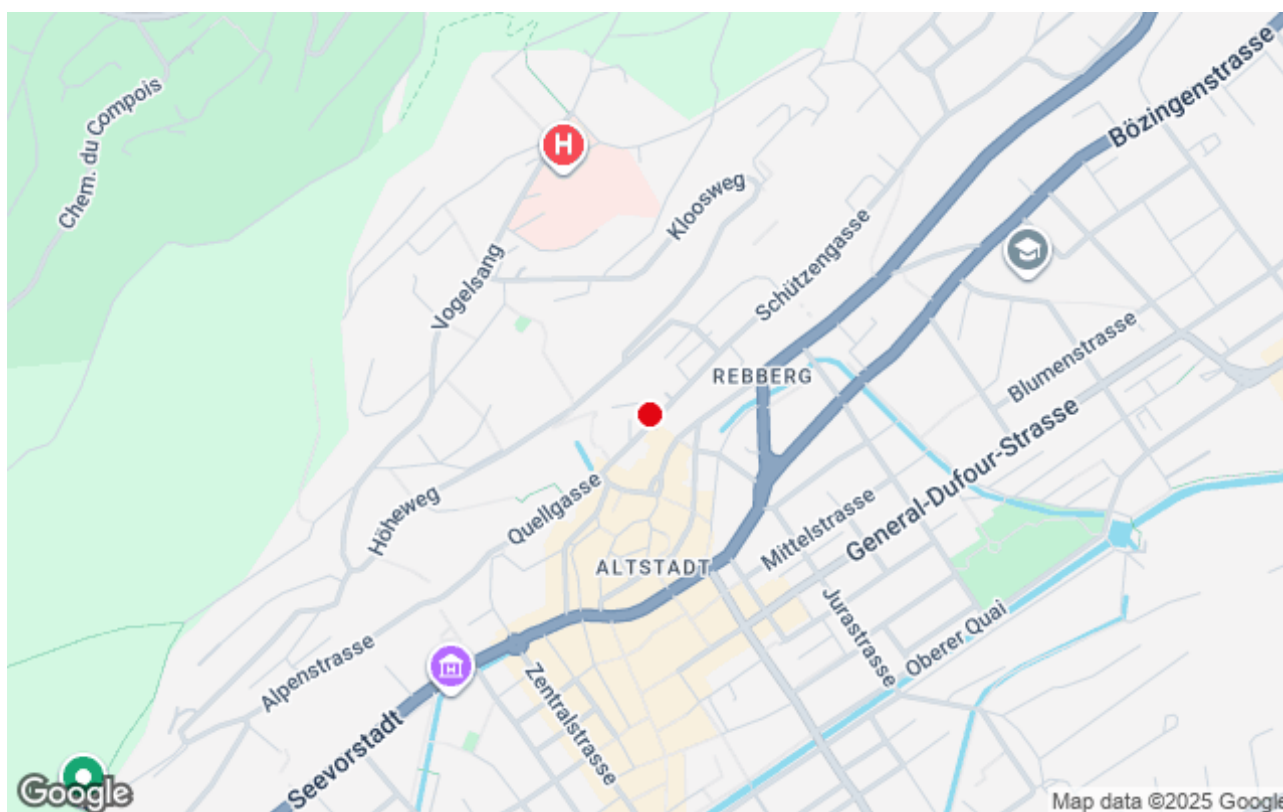 Chem. du Compois
Bözingenstrasse
H
Kloosweg
Vogelsang
Schützengasse
REBBERG
Blumenstrasse
General-Dufour-Strasse
Höheweg
Quellgasse
Mittelstrasse
ALTSTADT
Jurastrasse
Oberer Quai
Alpenstrasse
Zentralstrasse
Seevorstadt
Google
Map data ©2025 Google